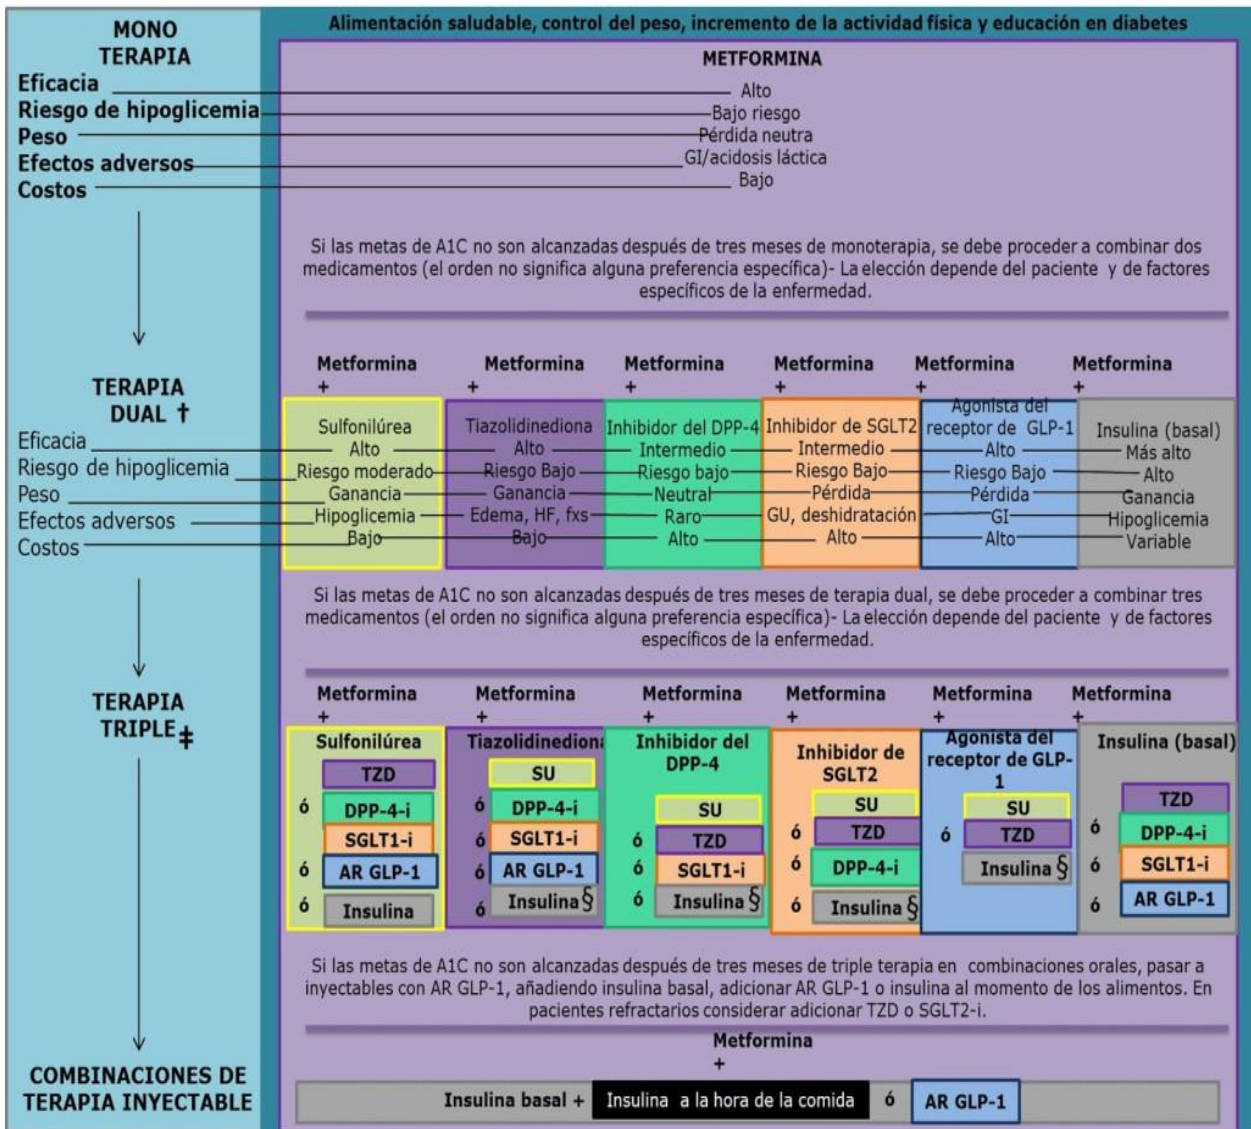 Alimentación saludable, control del peso, incremento de la actividad física y educación en diabetes
MONO
TERAPIA
METFORMINA
Eficacia Alto
Riesgo de hipoglicemia Bajo riesgo
Peso Pérdida neutra
Efectos adversos GI/acidosis láctica
Costos Bajo
Si las metas de A1C no son alcanzadas después de tres meses de monoterapia, se debe proceder a combinar dos
medicamentos (el orden no significa alguna preferencia específica)- La elección depende del paciente y de factores
específicos de la enfermedad.
TERAPIA
DUAL †
Metformina Metformina Metformina Metformina Metformina Metformina
+ + + + + +
Sulfonilúrea Tiazolidinediona Inhibidor del DPP-4 Inhibidor de SGLT2 Agonista del receptor de GLP-1 Insulina (basal)
Eficacia Alto Alto Intermedio Intermedio Alto Más alto
Riesgo de hipoglicemia Riesgo moderado Riesgo Bajo Riesgo bajo Riesgo Bajo Riesgo Bajo Alto
Peso Ganancia Ganancia Neutral Pérdida Pérdida Ganancia
Efectos adversos Hipoglicemia Edema, HF, fxs Raro GU, deshidratación GI Hipoglicemia
Costos Bajo Bajo Alto Alto Alto Variable
Si las metas de A1C no son alcanzadas después de tres meses de terapia dual, se debe proceder a combinar tres
medicamentos (el orden no significa alguna preferencia específica)- La elección depende del paciente y de factores
específicos de la enfermedad.
TERAPIA
TRIPLE ‡
Metformina
+
Sulfonilúrea
TZD
ó DPP-4-i
SGLT1-i
ó AR GLP-1
ó Insulina
Metformina
+
Tiazolidinediona
SU
ó DPP-4-i
ó SGLT1-i
ó AR GLP-1
ó Insulina §
Metformina
+
Inhibidor del
DPP-4
SU
ó TZD
ó SGLT1-i
ó Insulina §
Metformina
+
Inhibidor de
SGLT2
SU
ó TZD
ó DPP-4-i
ó Insulina §
Metformina
+
Agonista del
receptor de GLP-
1
SU
ó TZD
Insulina §
Metformina
+
Insulina (basal)
TZD
ó DPP-4-i
SGLT1-i
ó AR GLP-1
Si las metas de A1C no son alcanzadas después de tres meses de triple terapia en combinaciones orales, pasar a
inyectables con AR GLP-1, añadiendo insulina basal, adicionar AR GLP-1 o insulina al momento de los alimentos. En
pacientes refractarios considerar adicionar TZD o SGLT2-i.
COMBINACIONES DE
TERAPIA INYECTABLE
Metformina
+
Insulina basal + Insulina a la hora de la comida ó AR GLP-1